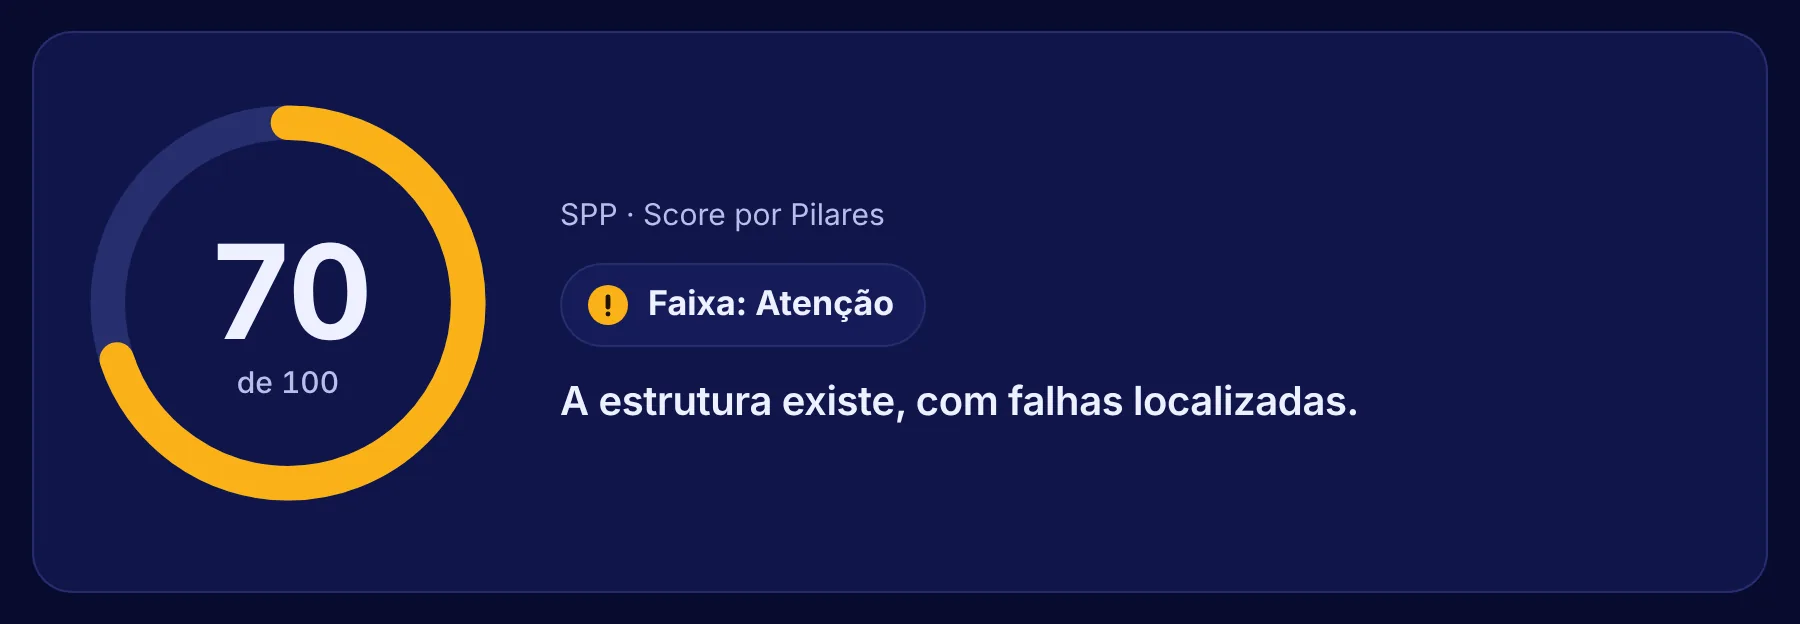 70
de 100
SPP · Score por Pilares
Faixa: Atenção
A estrutura existe, com falhas localizadas.